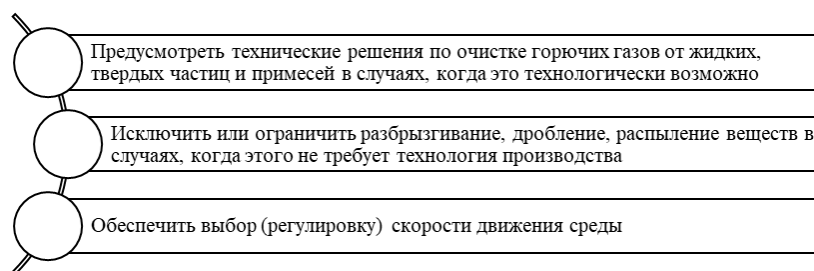 Предусмотреть технические решения по очистке горючих газов от жидких,
твердых частиц и примесей в случаях, когда это технологически возможно
Исключить или ограничить разбрызгивание, дробление, распыление веществ в
случаях, когда этого не требует технология производства
Обеспечить выбор (регулировку) скорости движения среды